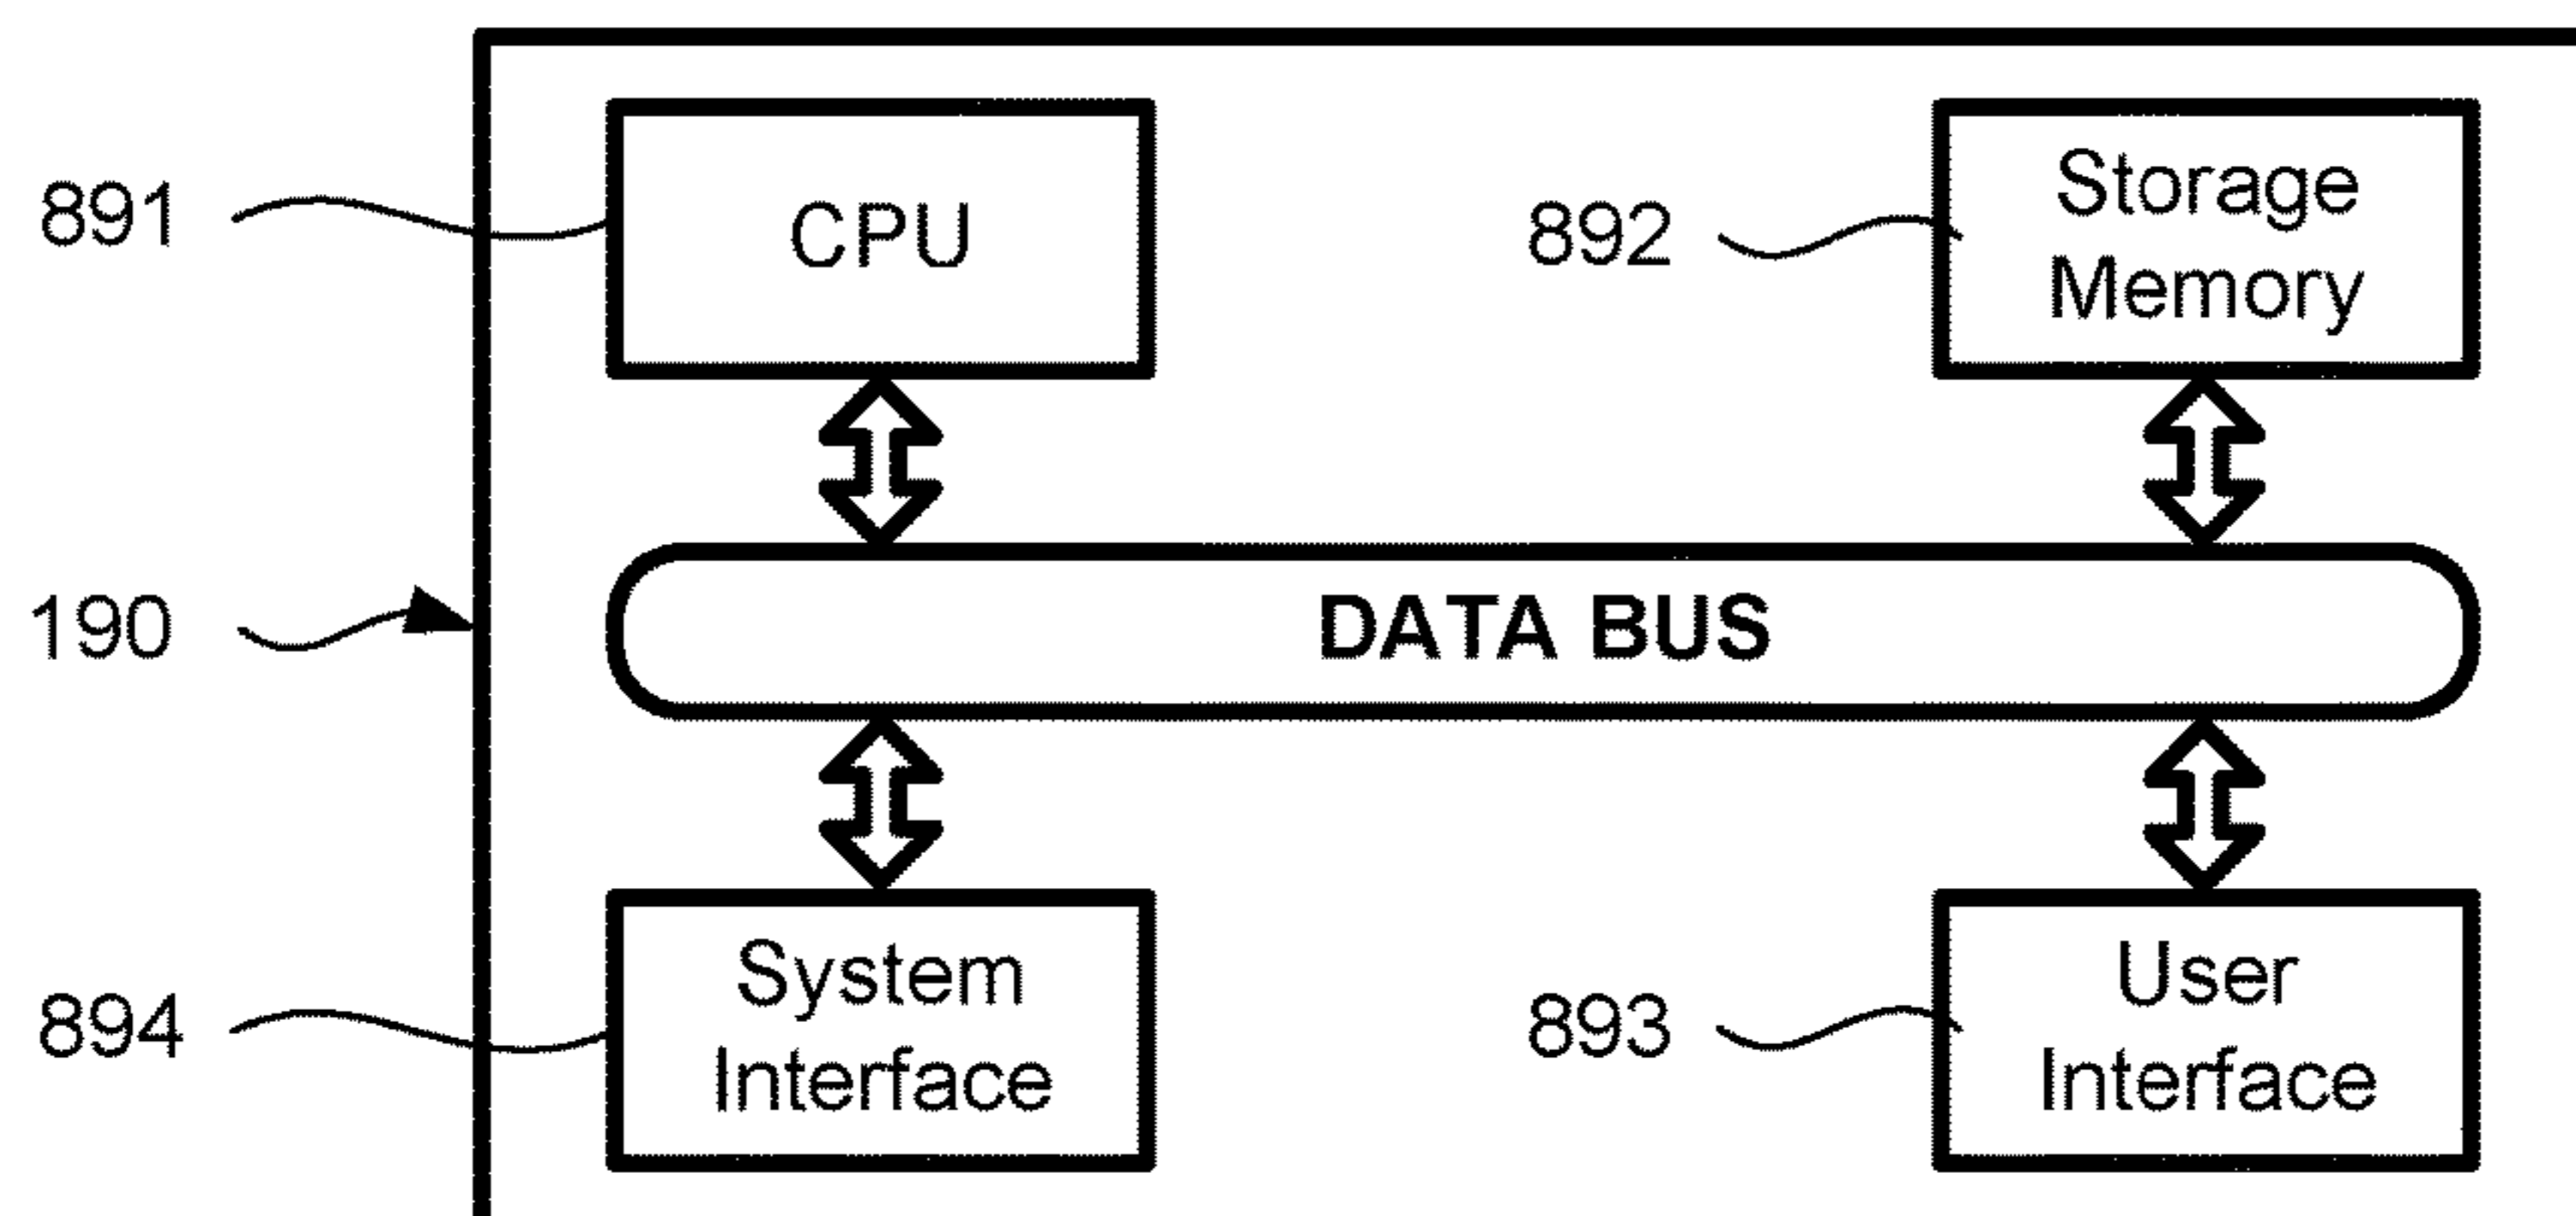 891
CPU
892
Storage
Memory
190
DATA BUS
894
System
Interface
893
User
Interface